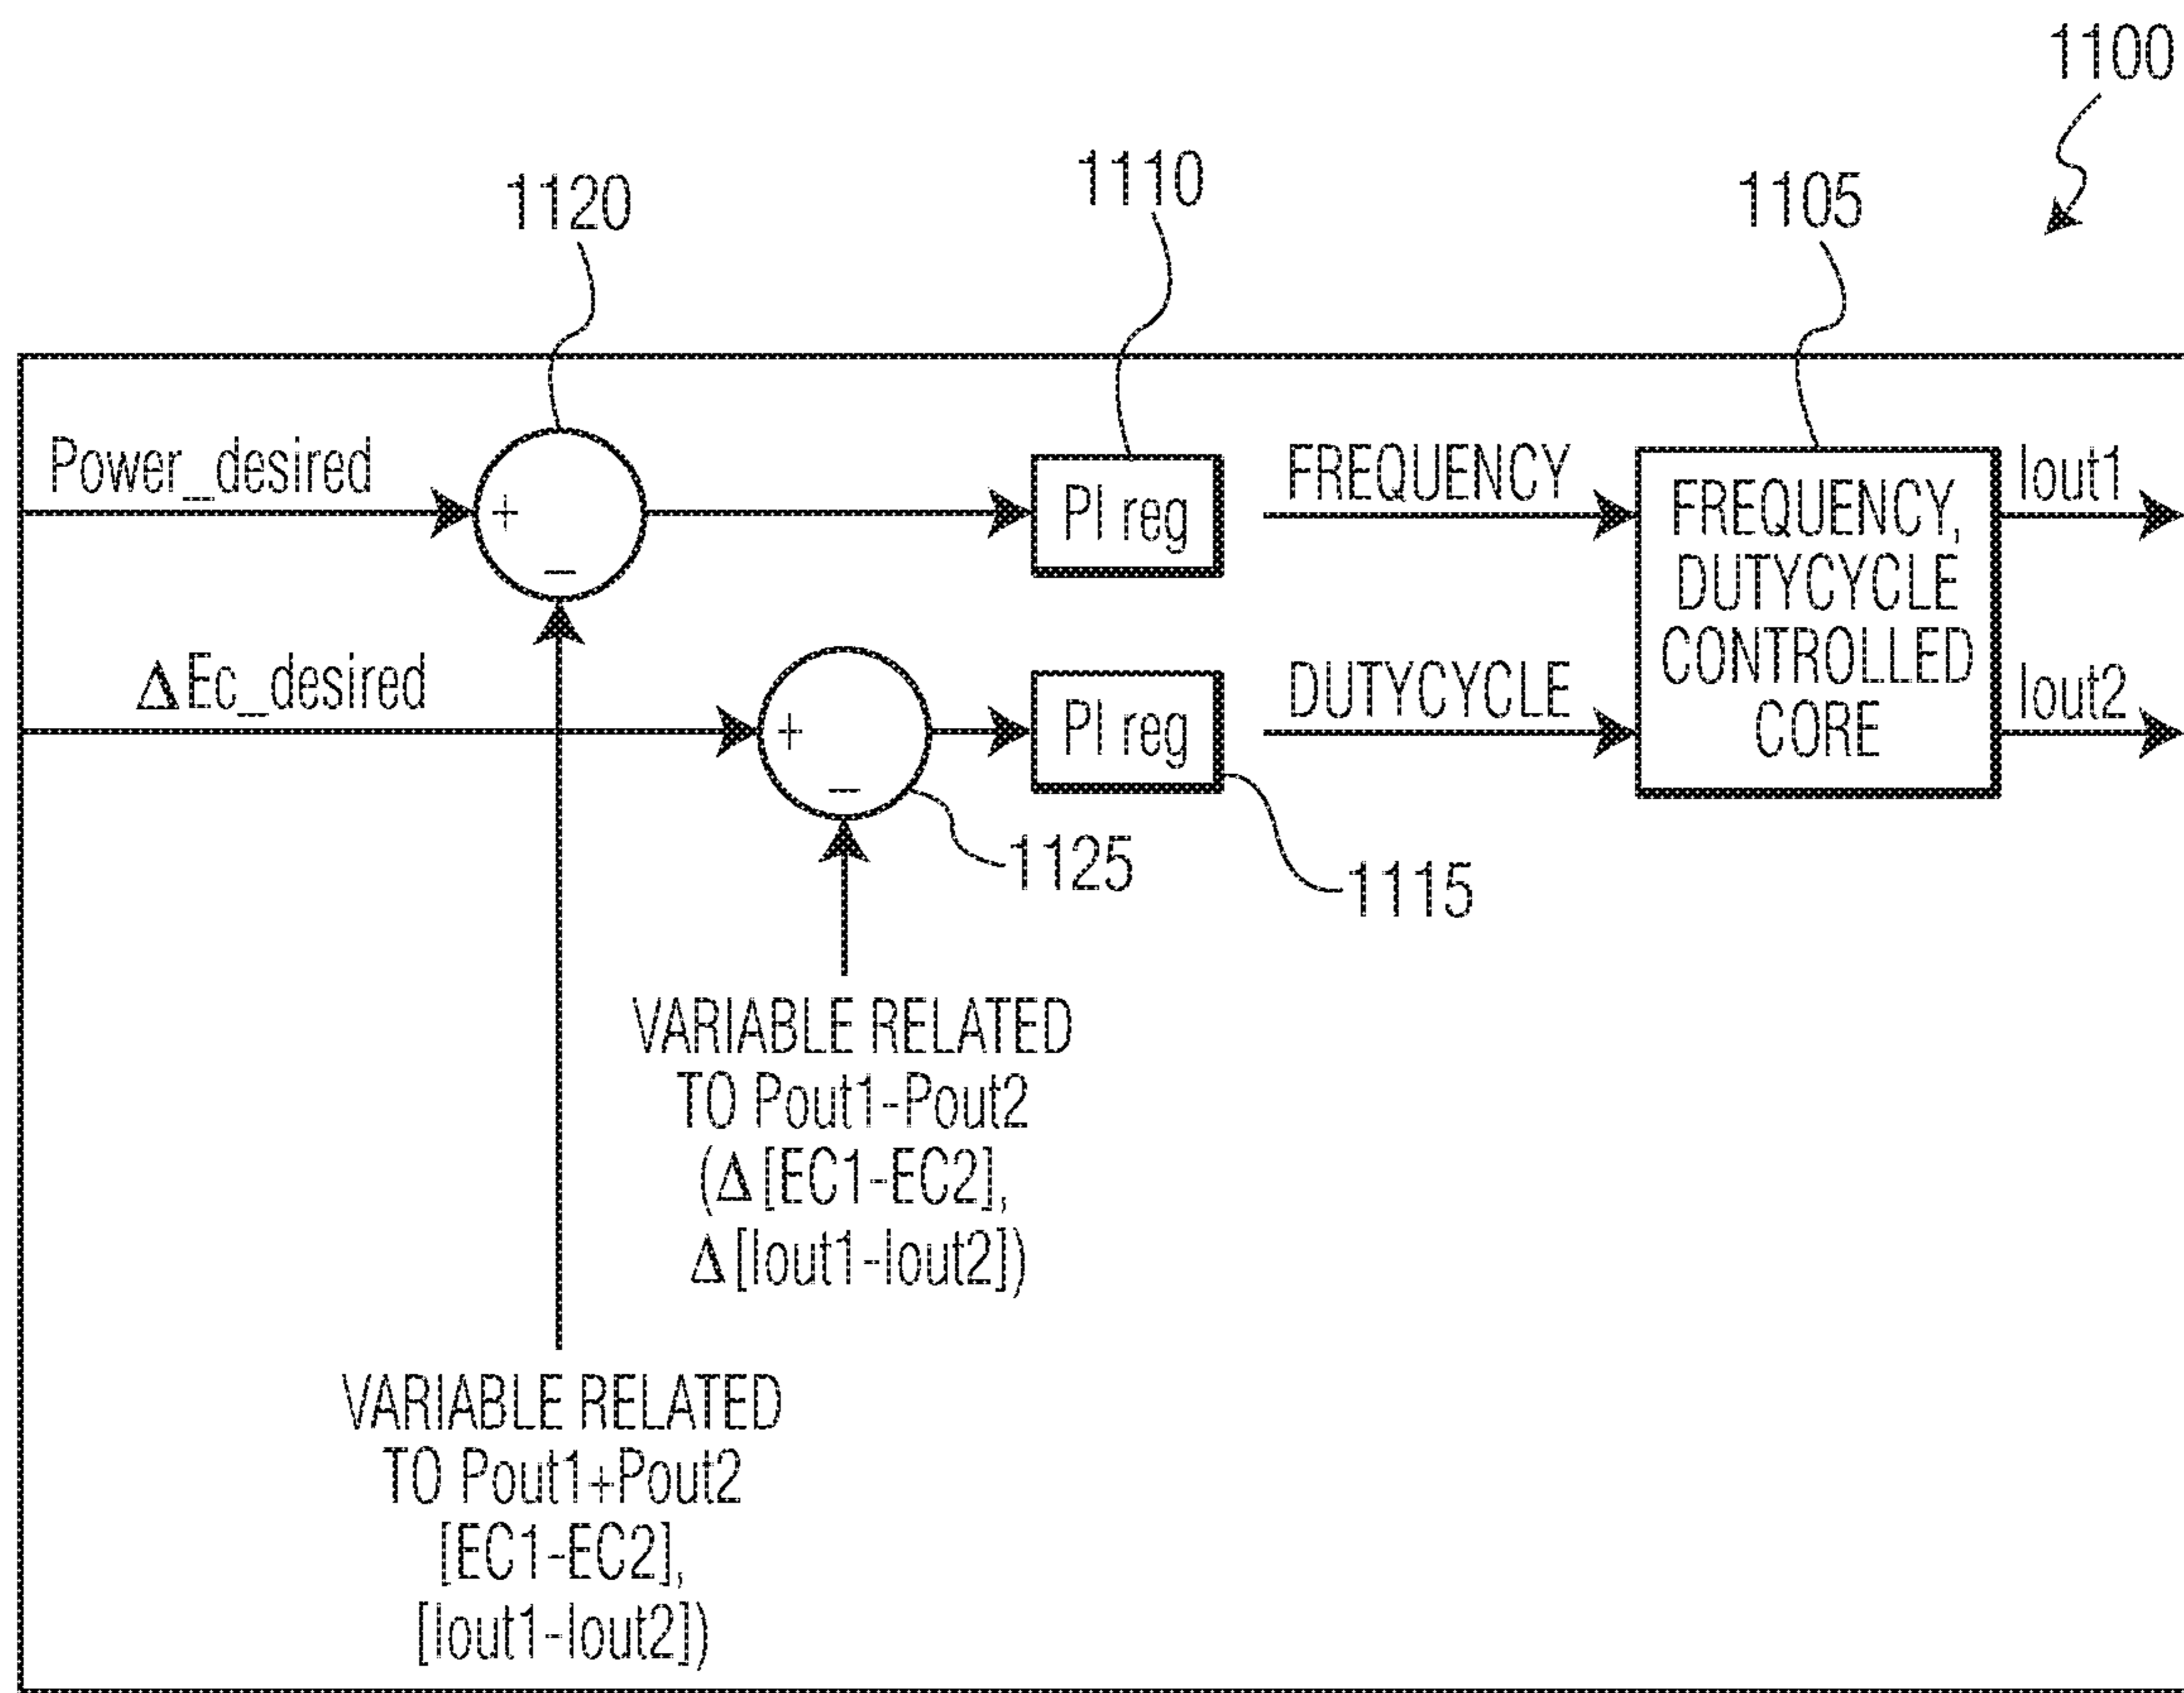 1100
1120
1110
1105
Power_desired
+
−
PI reg
FREQUENCY
FREQUENCY,
DUTYCYCLE
CONTROLLED
CORE
Iout1
ΔEc_desired
+
−
PI reg
DUTYCYCLE
Iout2
1125
1115
VARIABLE RELATED
TO Pout1-Pout2
(Δ[EC1-EC2],
Δ[Iout1-Iout2])
VARIABLE RELATED
TO Pout1+Pout2
[EC1-EC2],
[Iout1-Iout2])